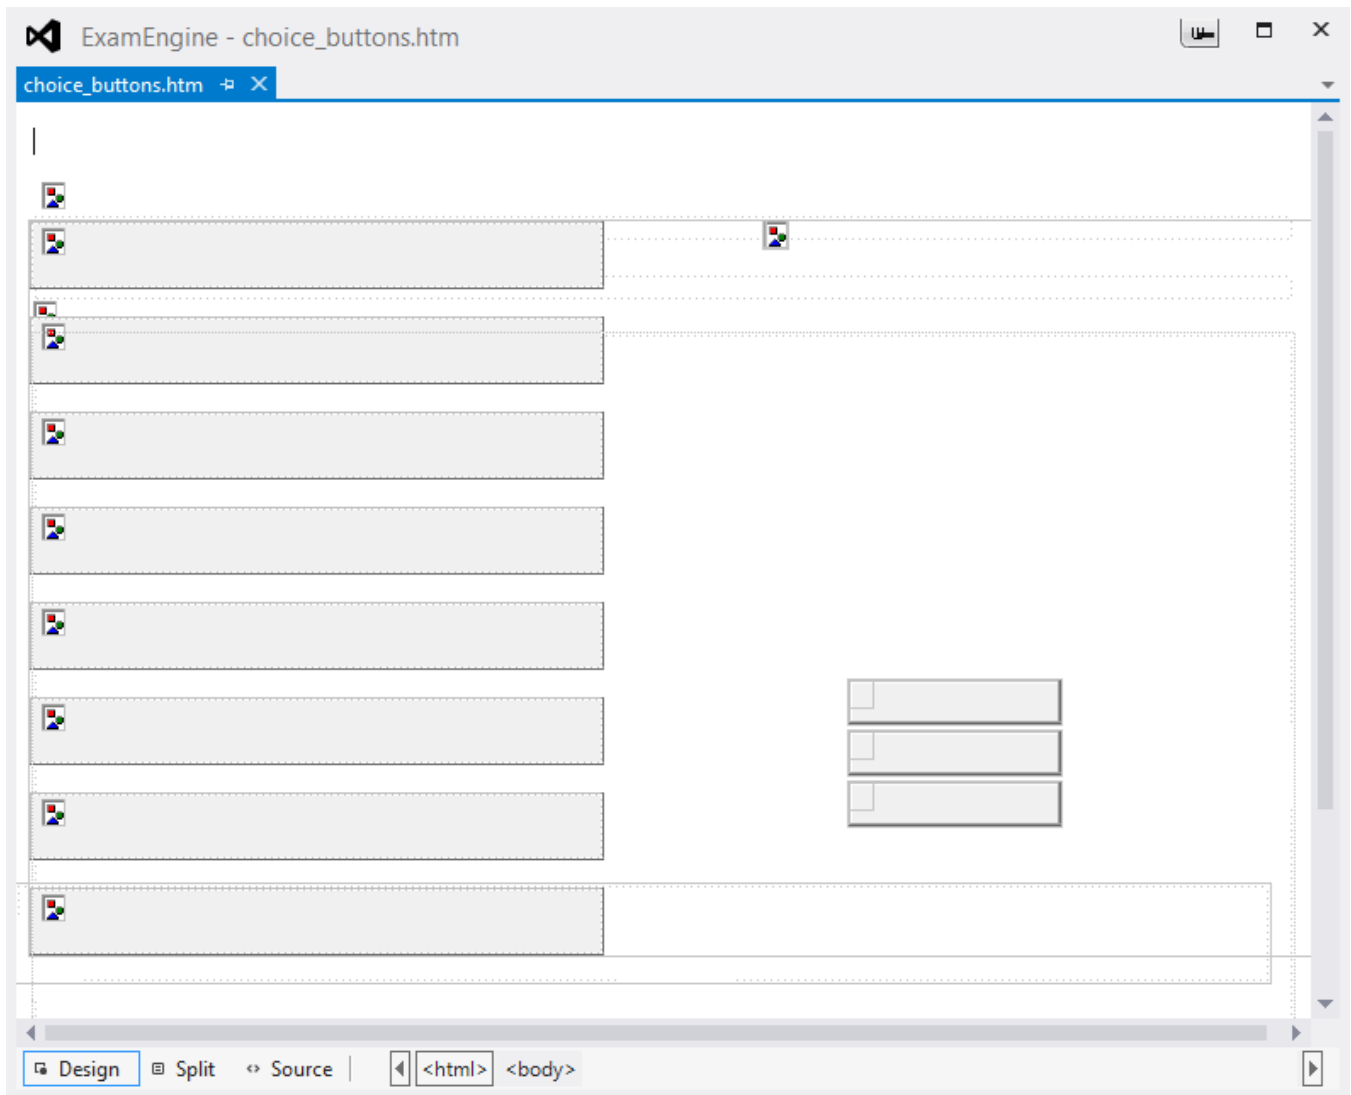 ExamEngine - choice_buttons.htm
choice_buttons.htm
Design Split Source <html> <body>